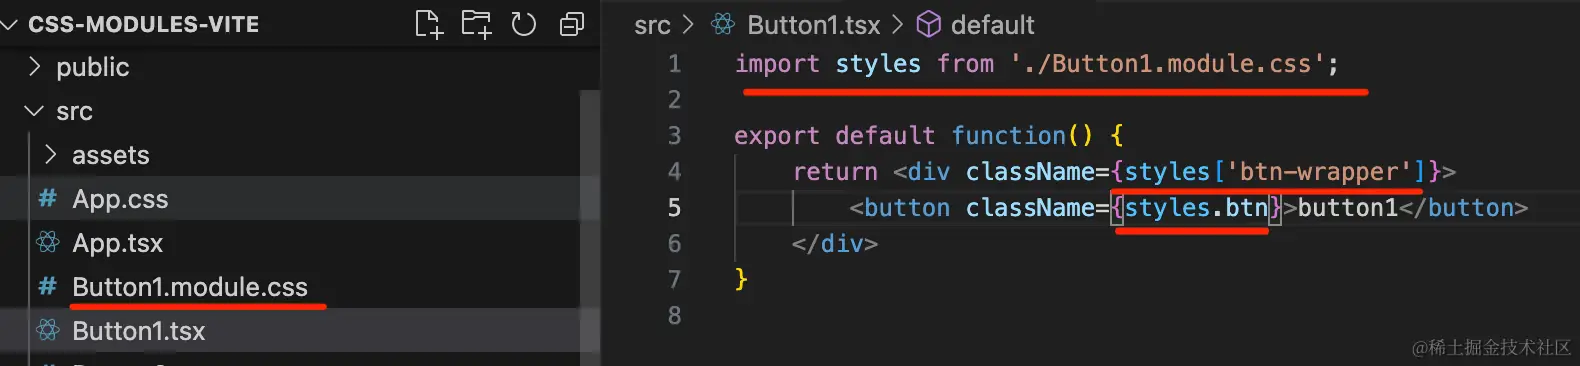 CSS-MODULES-VITE
public
src
assets
App.css
App.tsx
Button1.module.css
Button1.tsx
src > Button1.tsx > default
1 import styles from './Button1.module.css';
2
3 export default function() {
4 return <div className={styles['btn-wrapper']}>
5 <button className={styles.btn}>button1</button>
6 </div>
7 }
8
@稀土掘金技术社区